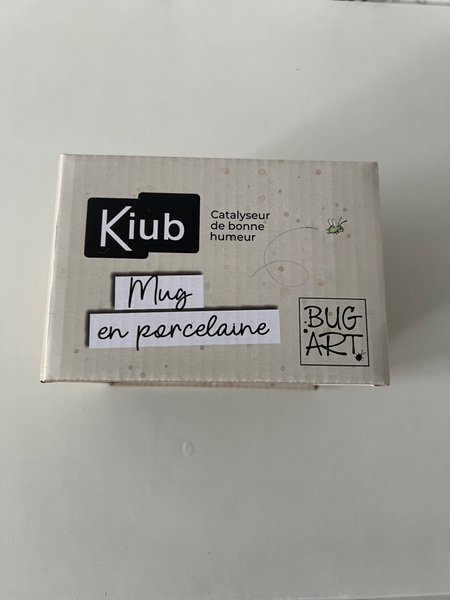 Kiub
Catalyseur
de bonne
humeur
Mug
en porcelaine
BUG
ART